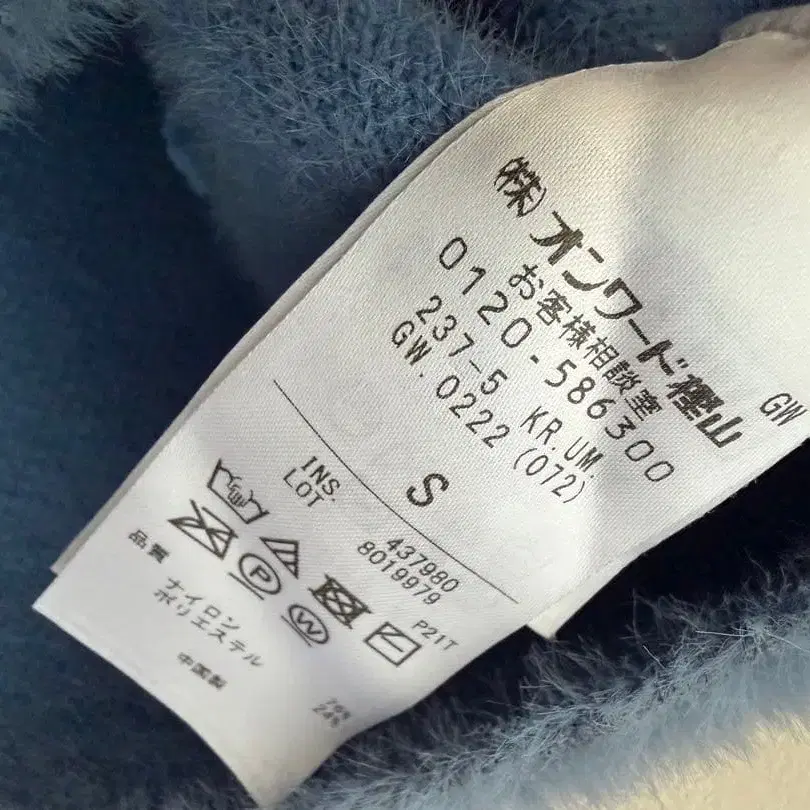 (株)オンワード樫山
お客様相談室
0120-586300
237-5 KR.UM.
GW.0222 (072)
GW
S
INS. 437980
LOT 8019979
P
W
P21T
品質
ナイロン
ポリエステル 24%
中国製